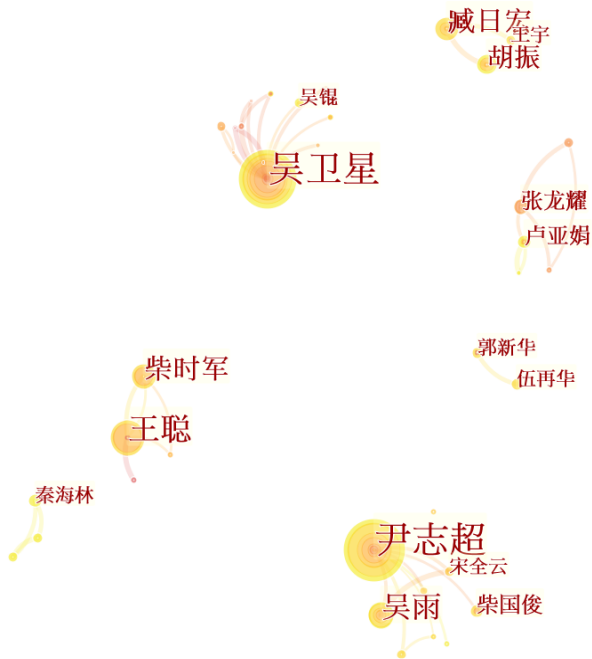 臧日宏
王宇
胡振
吴锟
吴卫星
张龙耀
卢亚娟
郭新华
伍再华
柴时军
王聪
秦海林
尹志超
宋全云
吴雨
柴国俊